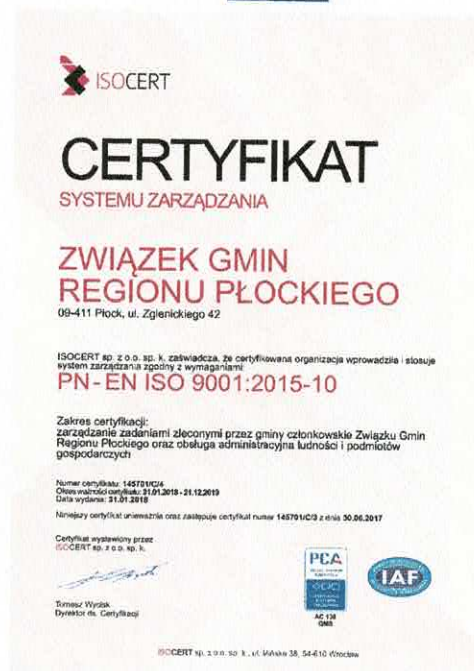 ISOCERT
CERTYFIKAT
SYSTEMU ZARZĄDZANIA
ZWIĄZEK GMIN
REGIONU PŁOCKIEGO
09-411 Płock, ul. Zglenickiego 42
ISOCERT sp. z o.o. sp. k. zaświadcza, że certyfikowana organizacja wprowadziła i stosuje
system zarządzania zgodny z wymaganiami:
PN-EN ISO 9001:2015-10
Zakres certyfikacji:
zarządzanie zadaniami zleconymi przez gminy członkowskie Związku Gmin
Regionu Płockiego oraz obsługa administracyjna ludności i podmiotów
gospodarczych
Numer certyfikatu: 145701/C/4
Okres ważności certyfikatu: 31.01.2018 - 21.12.2019
Data wydania: 31.01.2018
Niniejszy certyfikat unieważnia oraz zastępuje certyfikat numer 145701/C/3 z dnia 30.06.2017
Certyfikat wystawiony przez
ISOCERT sp. z o.o. sp. k.
Tomasz Wycisk
Dyrektor ds. Certyfikacji
PCA
AC 138
QMS
IAF
ISOCERT sp. z o.o. sp. k., ul. Mińska 38, 54-610 Wrocław